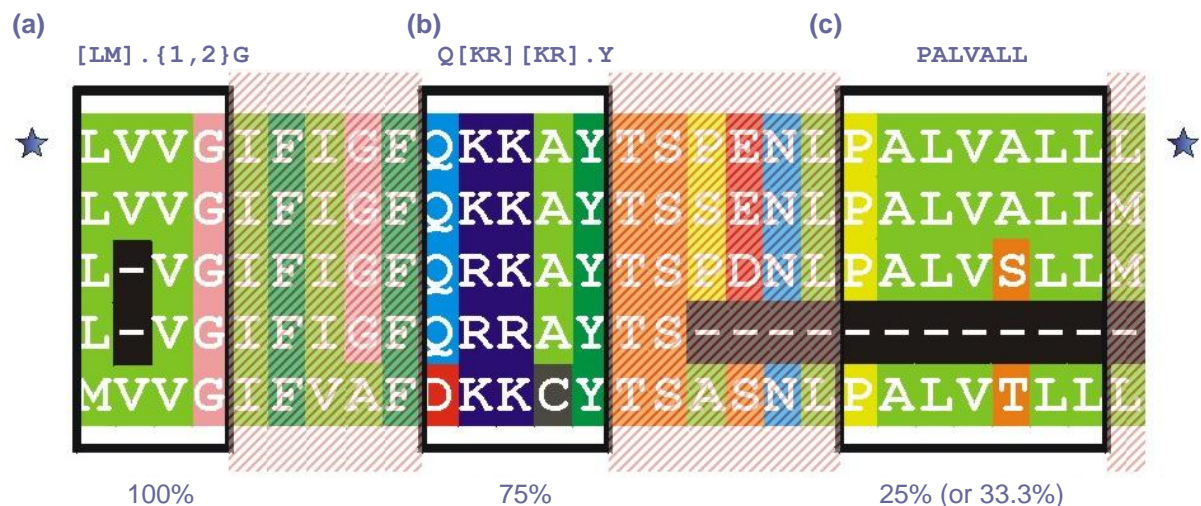 (a) (b) (c)
[LM].{1,2}G Q[KR][KR].Y PALVALL
LVVGIFIGFQKKAYTSPENLPALVALLL
LVVGIFIGFQKKAYTSSENLPALVALLM
L-VGIFIGFQRKAYTSPDNLPALVSLLM
L-VGIFIGFQRRAYTS------------
MVVGIFVAFDKKCYTSASNLPALVTLLL
100% 75% 25% (or 33.3%)